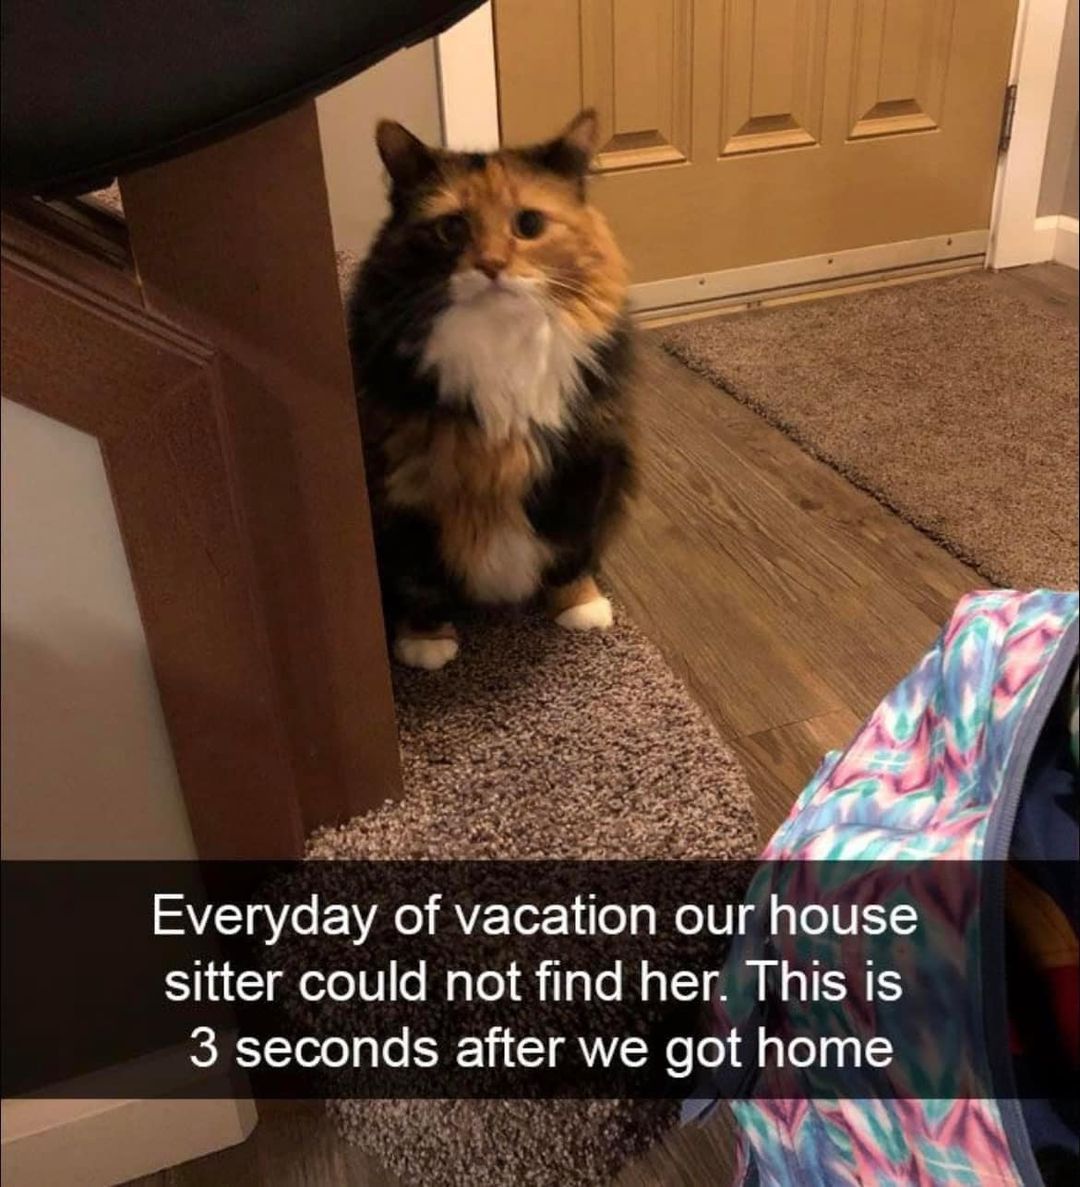 Everyday of vacation our house
sitter could not find her. This is
3 seconds after we got home